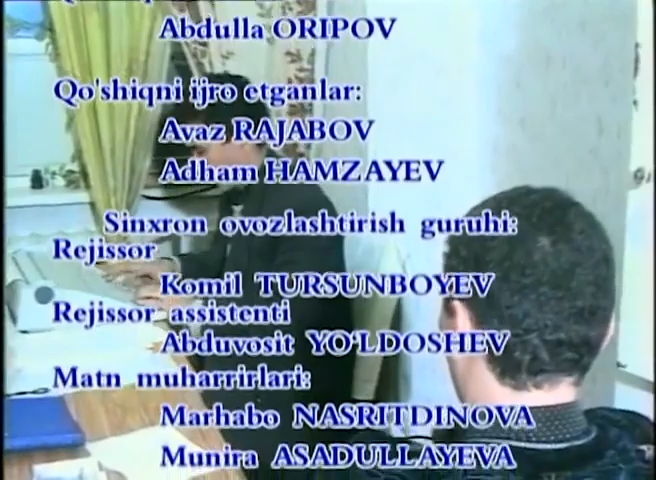 Abdulla ORIPOV
Qo'shiqni ijro etganlar:
Avaz RAJABOV
Adham HAMZAYEV
Sinxron ovozlashtirish guruhi:
Rejissor
Komil TURSUNBOYEV
Rejissor assistenti
Abduvosit YO'LDOSHEV
Matn muharrirlari:
Marhabo NASRITDINOVA
Munira ASADULLAYEVA